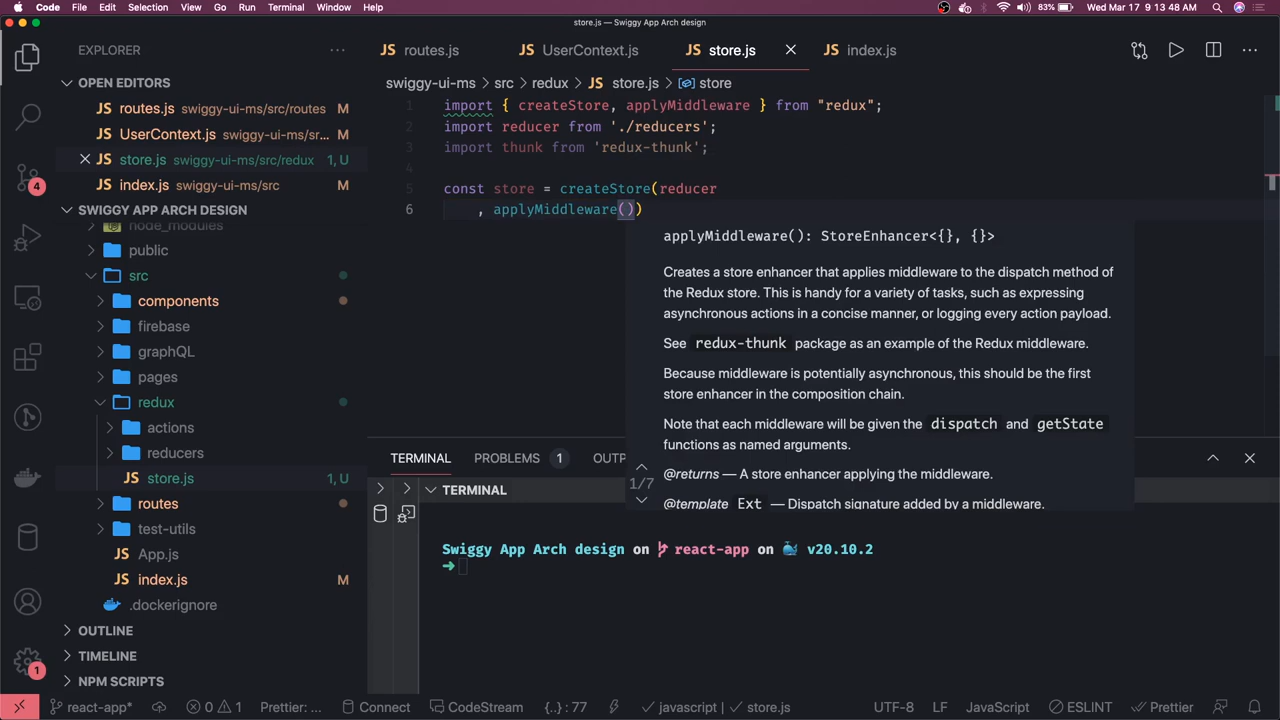 Code File Edit Selection View Go Run Terminal Window Help 83% Wed Mar 17 9:13:48 AM
store.js — Swiggy App Arch design
EXPLORER
JS routes.js
JS UserContext.js
JS store.js
JS index.js
OPEN EDITORS
swiggy-ui-ms > src > redux > JS store.js > store
JS routes.js swiggy-ui-ms/src/routes M
JS UserContext.js swiggy-ui-ms/sr... M
JS store.js swiggy-ui-ms/src/redux 1, U
JS index.js swiggy-ui-ms/src M
SWIGGY APP ARCH DESIGN
node_modules
public
src
components
firebase
graphQL
pages
redux
actions
reducers
JS store.js 1, U
routes
test-utils
JS App.js
JS index.js M
.dockerignore
OUTLINE
TIMELINE
NPM SCRIPTS
4
1
1 import { createStore, applyMiddleware } from "redux";
2 import reducer from './reducers';
3 import thunk from 'redux-thunk';
4
5 const store = createStore(reducer
6 , applyMiddleware())
applyMiddleware(): StoreEnhancer<{}, {}>
Creates a store enhancer that applies middleware to the dispatch method of
the Redux store. This is handy for a variety of tasks, such as expressing
asynchronous actions in a concise manner, or logging every action payload.
See redux-thunk package as an example of the Redux middleware.
Because middleware is potentially asynchronous, this should be the first
store enhancer in the composition chain.
Note that each middleware will be given the dispatch and getState
functions as named arguments.
@returns — A store enhancer applying the middleware.
1/7
@template Ext — Dispatch signature added by a middleware.
TERMINAL PROBLEMS 1 OUTP
TERMINAL
Swiggy App Arch design on react-app on v20.10.2
➜
react-app* 0 1 Prettier: ... {..} : 77 Connect CodeStream javascript | store.js UTF-8 LF JavaScript ESLINT Prettier